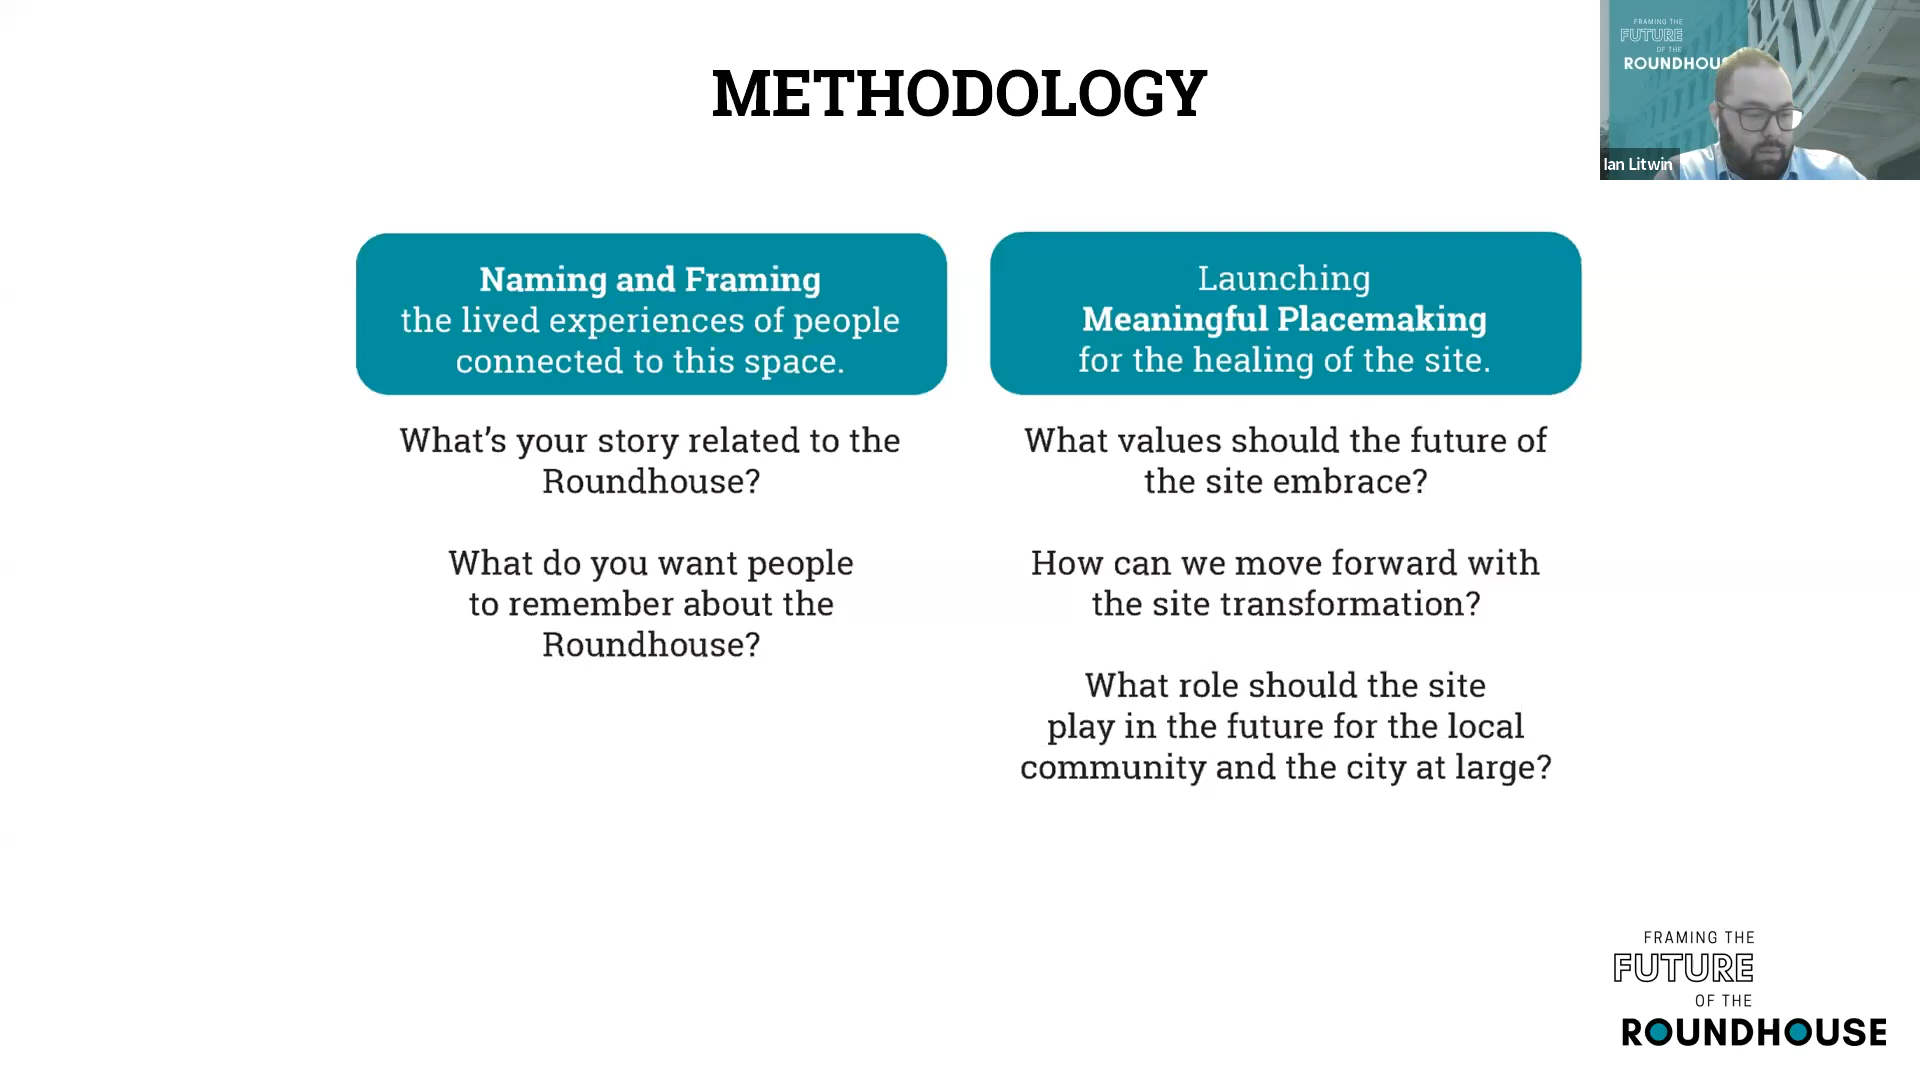 METHODOLOGY
FRAMING THE
FUTURE
OF THE
ROUNDHOUS
Ian Litwin
Naming and Framing
the lived experiences of people
connected to this space.
What's your story related to the
Roundhouse?
What do you want people
to remember about the
Roundhouse?
Launching
Meaningful Placemaking
for the healing of the site.
What values should the future of
the site embrace?
How can we move forward with
the site transformation?
What role should the site
play in the future for the local
community and the city at large?
FRAMING THE
FUTURE
OF THE
ROUNDHOUSE